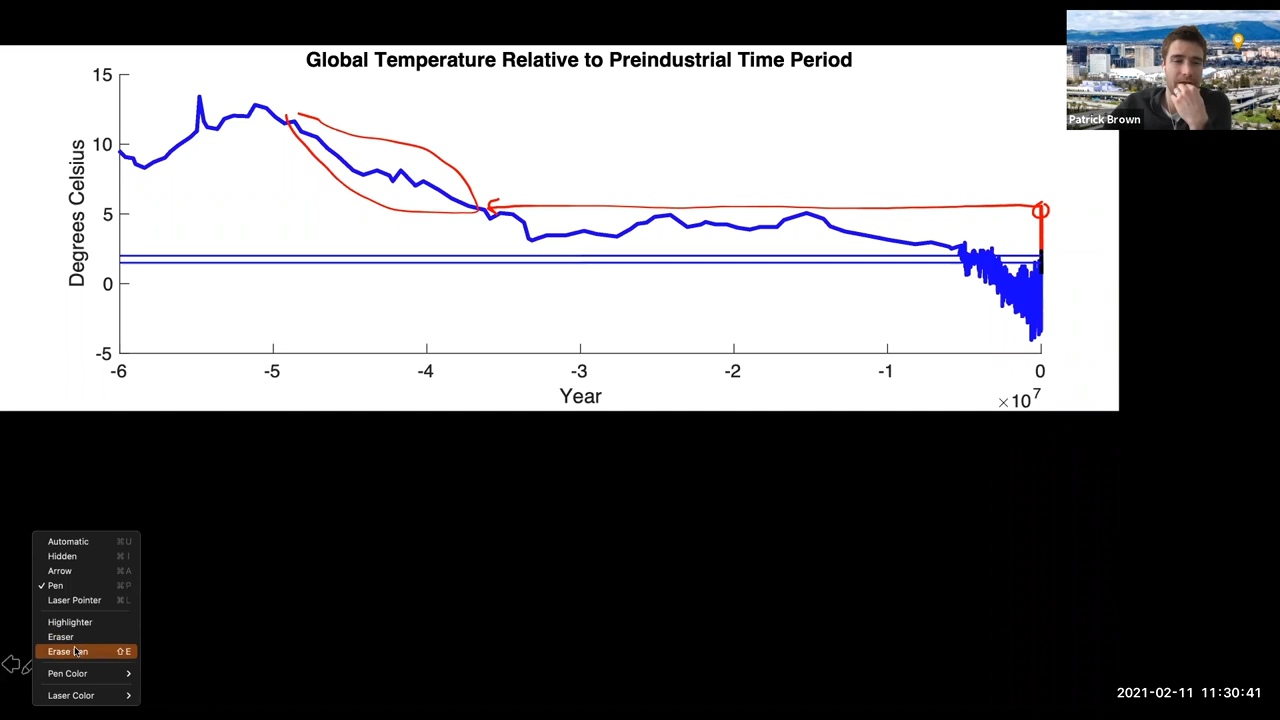 Global Temperature Relative to Preindustrial Time Period
Patrick Brown
15
10
5
0
-5
Degrees Celsius
-6 -5 -4 -3 -2 -1 0
Year
×10⁷
Automatic ⌘U
Hidden ⌘I
Arrow ⌘A
✓ Pen ⌘P
Laser Pointer ⌘L
Highlighter
Eraser
Erase Pen ⇧E
Pen Color >
Laser Color >
2021-02-11 11:30:41